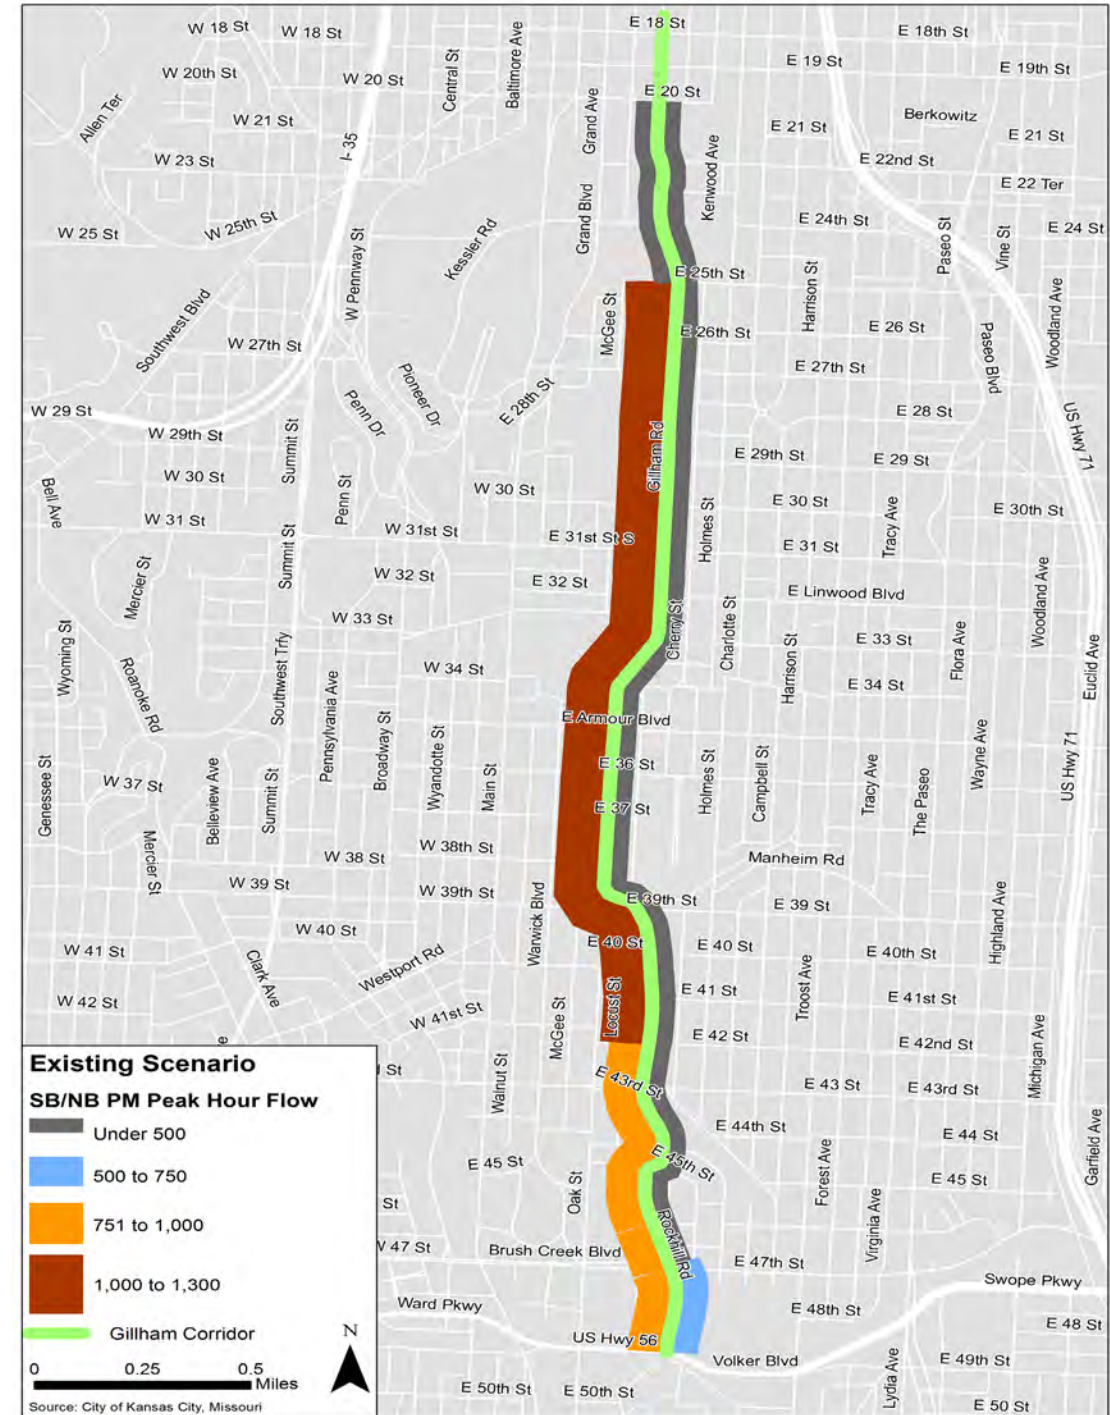 E 18 St
W 18 St
W 18 St
E 18th St
E 19 St
E 19th St
W 20th St
W 20 St
Central St
Baltimore Ave
E 20 St
Grand Ave
Allen Ter
W 21 St
I-35
Kenwood Ave
E 21 St
Berkowitz
E 21 St
W 23 St
E 22nd St
E 22 Ter
W 25 St
W 25th St
W Pennway St
Kessler Rd
Grand Blvd
E 24th St
Paseo St
Vine St
E 24 St
E 25th St
Southwest Blvd
McGee St
E 26th St
Harrison St
E 26 St
Paseo Blvd
Woodland Ave
W 27th St
E 27th St
W 29 St
W 29th St
Penn Dr
Pioneer Dr
E 28th St
E 28 St
US Hwy 71
Summit St
Gillham Rd
E 29th St
E 29 St
W 30 St
W 30 St
Penn St
Bell Ave
E 30 St
E 30th St
W 31 St
W 31st St
E 31st St S
Holmes St
E 31 St
Tracy Ave
Mercier St
Summit St
W 32 St
E 32 St
E Linwood Blvd
W 33 St
Cherry St
Charlotte St
E 33 St
Woodland Ave
Wyoming St
Roanoke Rd
Southwest Trfy
W 34 St
Harrison St
E 34 St
Flora Ave
Euclid Ave
Pennsylvania Ave
Broadway St
E Armour Blvd
Genessee St
W 37 St
Belleview Ave
Summit St
Wyandotte St
Main St
E 36 St
E 37 St
Holmes St
Campbell St
Tracy Ave
The Paseo
Wayne Ave
US Hwy 71
Mercier St
W 38 St
W 38th St
Manheim Rd
W 39 St
W 39th St
Warwick Blvd
E 39th St
E 39 St
Highland Ave
W 40 St
E 40 St
E 40 St
E 40th St
W 41 St
Clark Ave
Westport Rd
W 42 St
W 41st St
McGee St
Locust St
E 41 St
Troost Ave
E 41st St
E 42 St
E 42nd St
Michigan Ave
Walnut St
E 43rd St
E 43 St
E 43rd St
E 44th St
E 44 St
Garfield Ave
E 45 St
Oak St
E 45th St
Forest Ave
E 45 St
St
Rockhill Rd
Virginia Ave
W 47 St
Brush Creek Blvd
E 47th St
Swope Pkwy
Ward Pkwy
E 48th St
E 48 St
US Hwy 56
Volker Blvd
Lydia Ave
E 49th St
E 50th St
E 50th St
E 50 St
Existing Scenario
SB/NB PM Peak Hour Flow
Under 500
500 to 750
751 to 1,000
1,000 to 1,300
Gillham Corridor
N
0 0.25 0.5
Miles
Source: City of Kansas City, Missouri